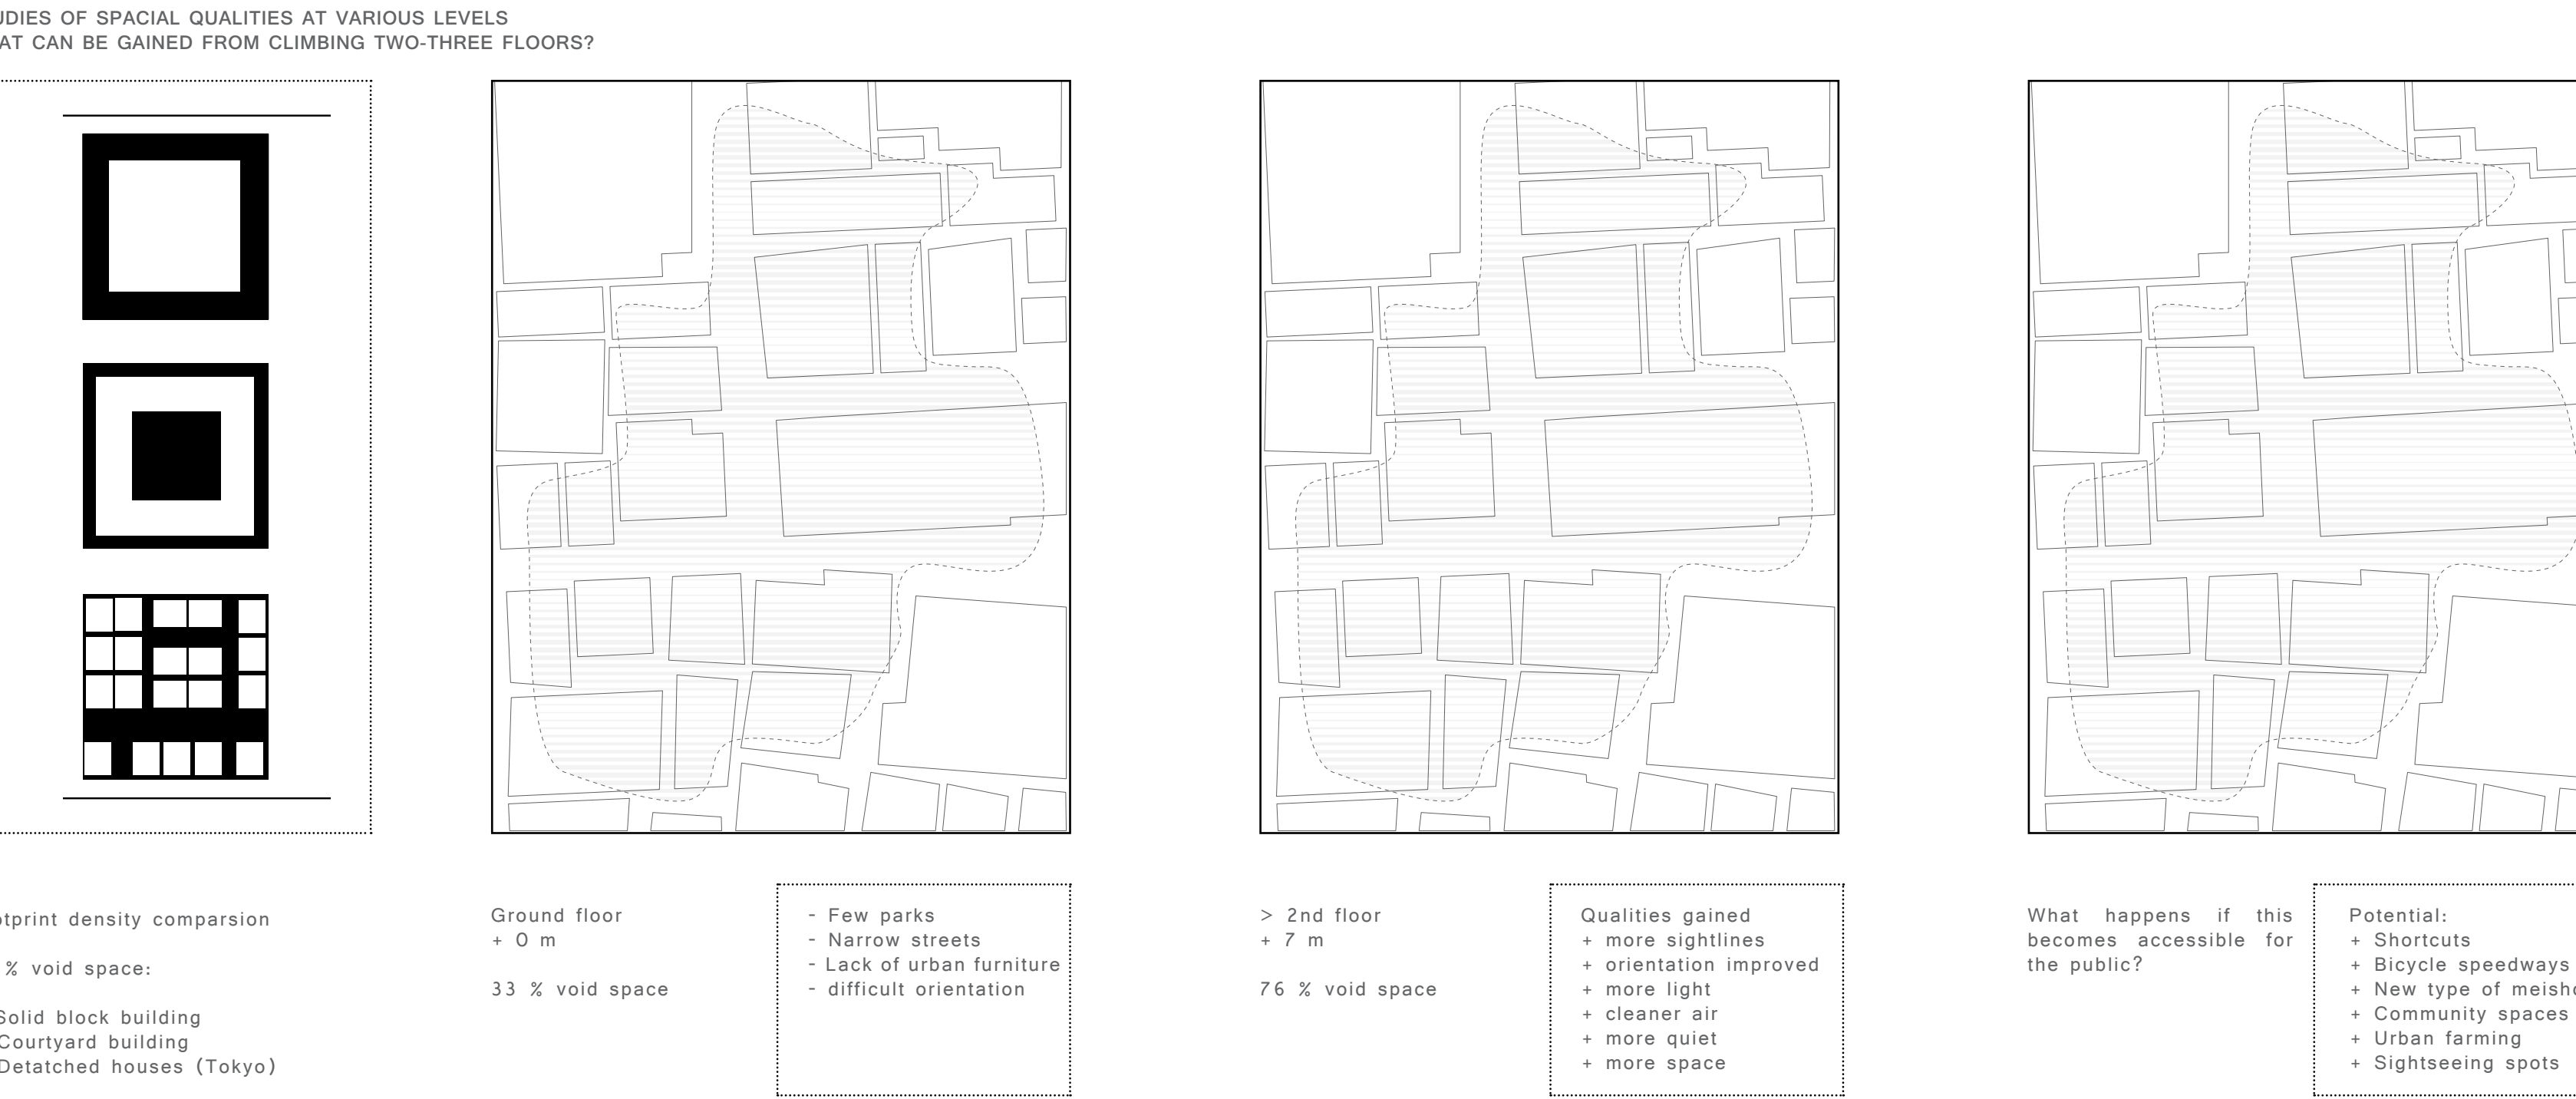 UDIES OF SPACIAL QUALITIES AT VARIOUS LEVELS
AT CAN BE GAINED FROM CLIMBING TWO-THREE FLOORS?
otprint density comparsion
% void space:
Solid block building
Courtyard building
Detatched houses (Tokyo)
Ground floor
+ 0 m
33 % void space
- Few parks
- Narrow streets
- Lack of urban furniture
- difficult orientation
> 2nd floor
+ 7 m
76 % void space
Qualities gained
+ more sightlines
+ orientation improved
+ more light
+ cleaner air
+ more quiet
+ more space
What happens if this
becomes accessible for
the public?
Potential:
+ Shortcuts
+ Bicycle speedways
+ New type of meisho
+ Community spaces
+ Urban farming
+ Sightseeing spots